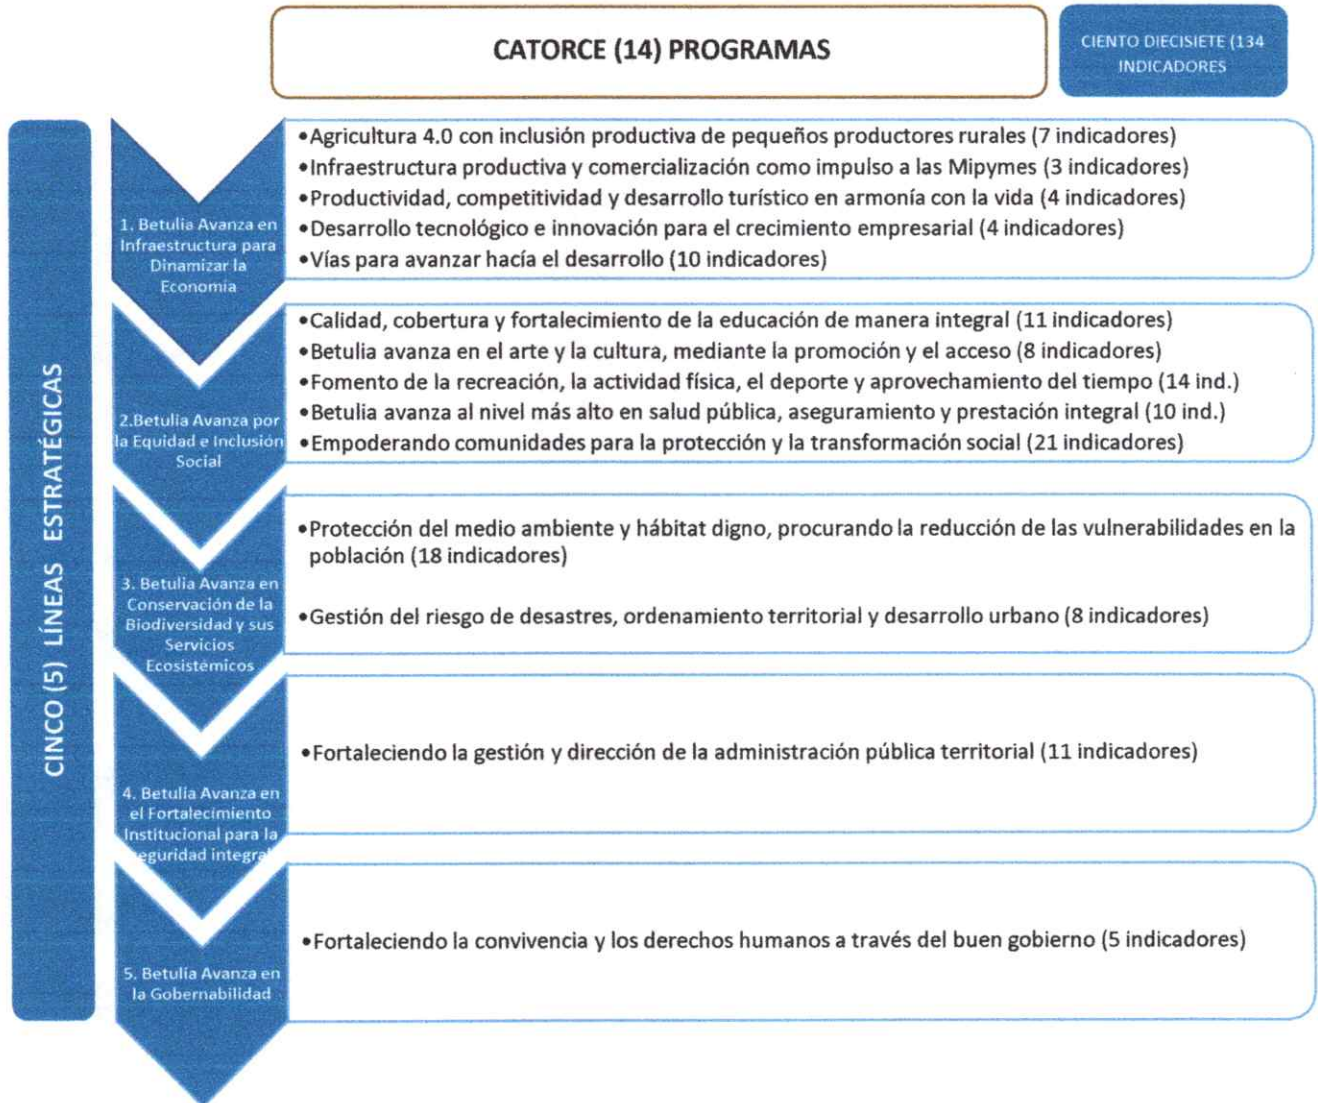 CATORCE (14) PROGRAMAS
CIENTO DIECISIETE (134
INDICADORES
CINCO (5) LÍNEAS ESTRATÉGICAS
1. Betulia Avanza en
Infraestructura para
Dinamizar la
Economía
•Agricultura 4.0 con inclusión productiva de pequeños productores rurales (7 indicadores)
•Infraestructura productiva y comercialización como impulso a las Mipymes (3 indicadores)
•Productividad, competitividad y desarrollo turístico en armonía con la vida (4 indicadores)
•Desarrollo tecnológico e innovación para el crecimiento empresarial (4 indicadores)
•Vías para avanzar hacía el desarrollo (10 indicadores)
2.Betulia Avanza por
la Equidad e Inclusión
Social
•Calidad, cobertura y fortalecimiento de la educación de manera integral (11 indicadores)
•Betulia avanza en el arte y la cultura, mediante la promoción y el acceso (8 indicadores)
•Fomento de la recreación, la actividad física, el deporte y aprovechamiento del tiempo (14 ind.)
•Betulia avanza al nivel más alto en salud pública, aseguramiento y prestación integral (10 ind.)
•Empoderando comunidades para la protección y la transformación social (21 indicadores)
3. Betulia Avanza en
Conservación de la
Biodiversidad y sus
Servicios
Ecosistémicos
•Protección del medio ambiente y hábitat digno, procurando la reducción de las vulnerabilidades en la
población (18 indicadores)
•Gestión del riesgo de desastres, ordenamiento territorial y desarrollo urbano (8 indicadores)
4. Betulia Avanza en
el Fortalecimiento
Institucional para la
seguridad integral
•Fortaleciendo la gestión y dirección de la administración pública territorial (11 indicadores)
5. Betulia Avanza en
la Gobernabilidad
•Fortaleciendo la convivencia y los derechos humanos a través del buen gobierno (5 indicadores)